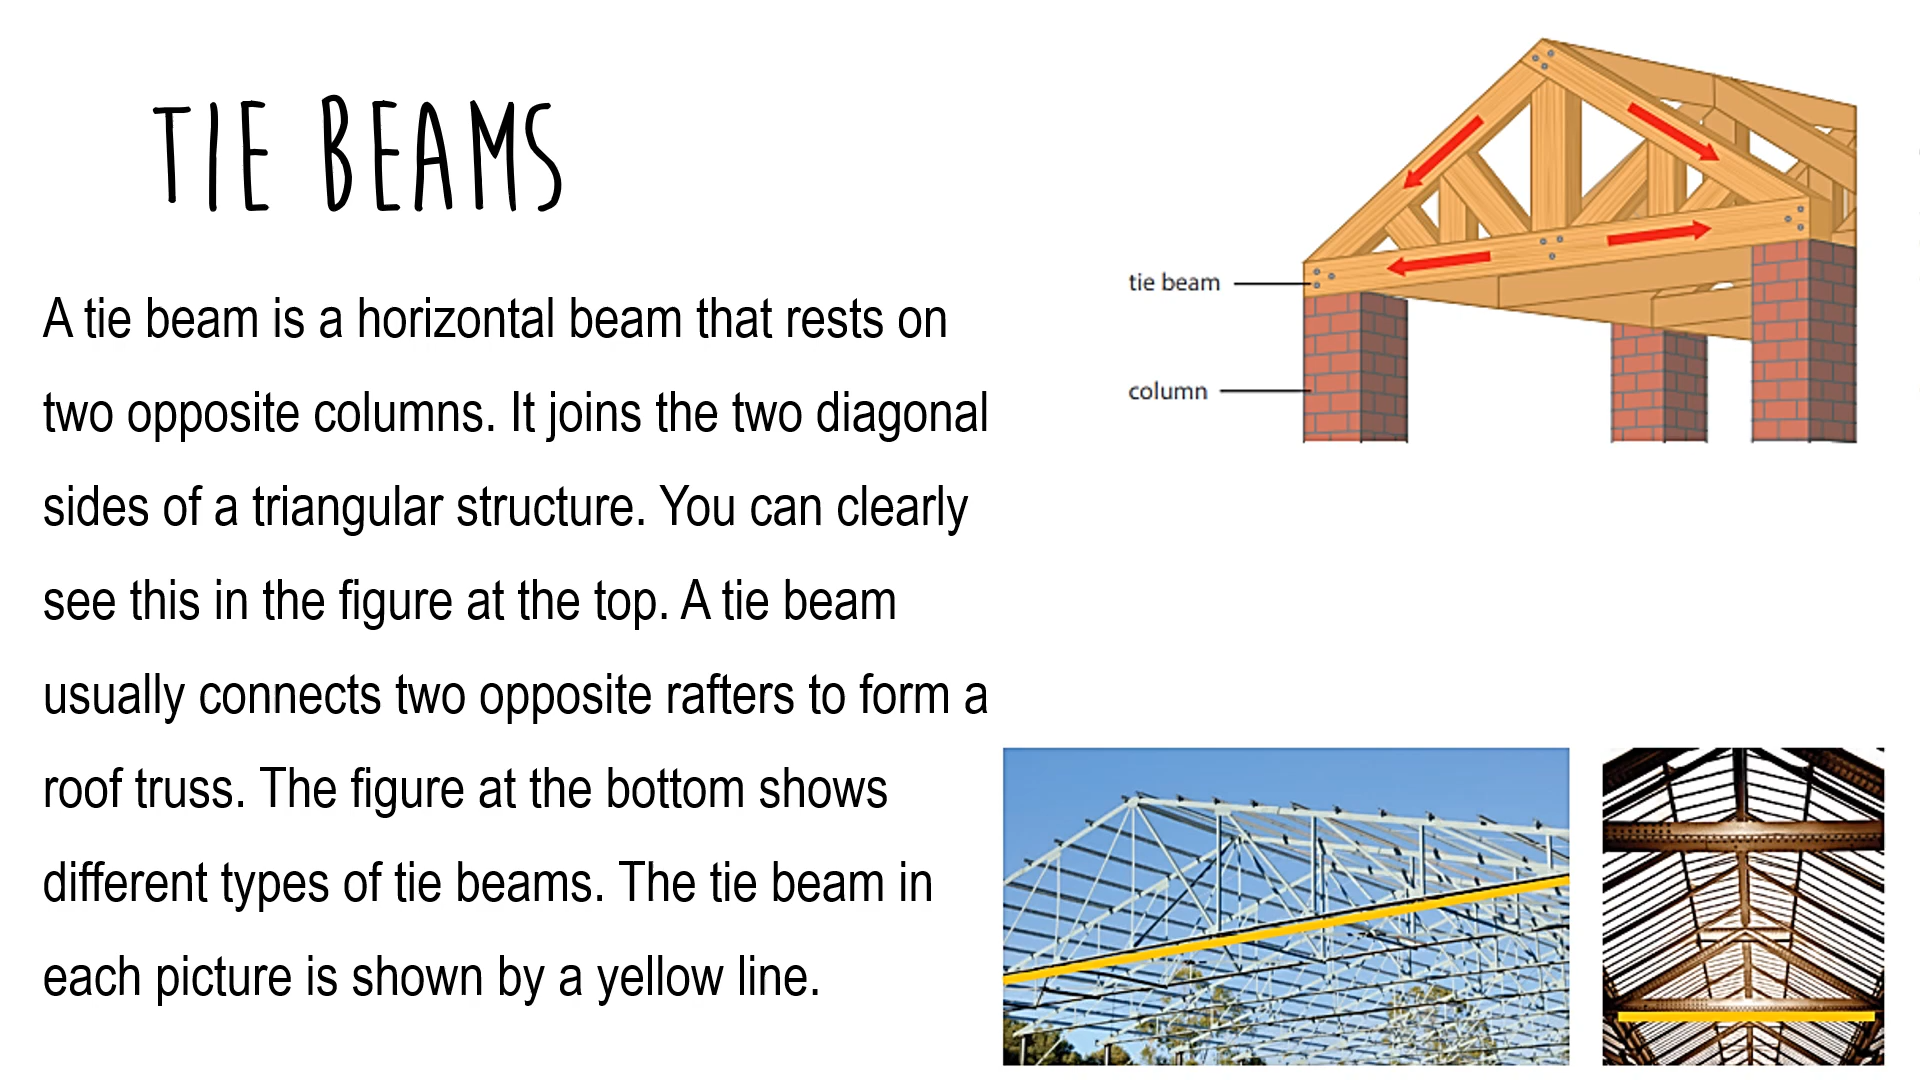 TIE BEAMS
A tie beam is a horizontal beam that rests on
two opposite columns. It joins the two diagonal
sides of a triangular structure. You can clearly
see this in the figure at the top. A tie beam
usually connects two opposite rafters to form a
roof truss. The figure at the bottom shows
different types of tie beams. The tie beam in
each picture is shown by a yellow line.
tie beam
column